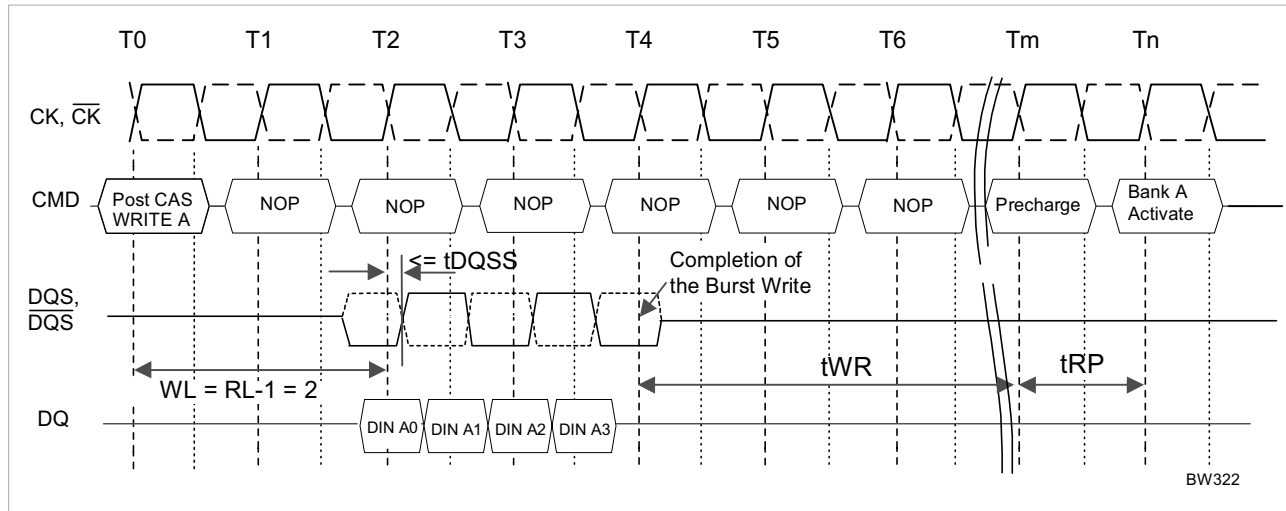 T0 T1 T2 T3 T4 T5 T6 Tm Tn
CK, C̅K̅
CMD
Post CAS
WRITE A
NOP NOP NOP NOP NOP NOP
Precharge
Bank A
Activate
<= tDQSS
Completion of
the Burst Write
DQS,
D̅Q̅S̅
WL = RL-1 = 2
tWR
tRP
DQ
DIN A0 DIN A1 DIN A2 DIN A3
BW322